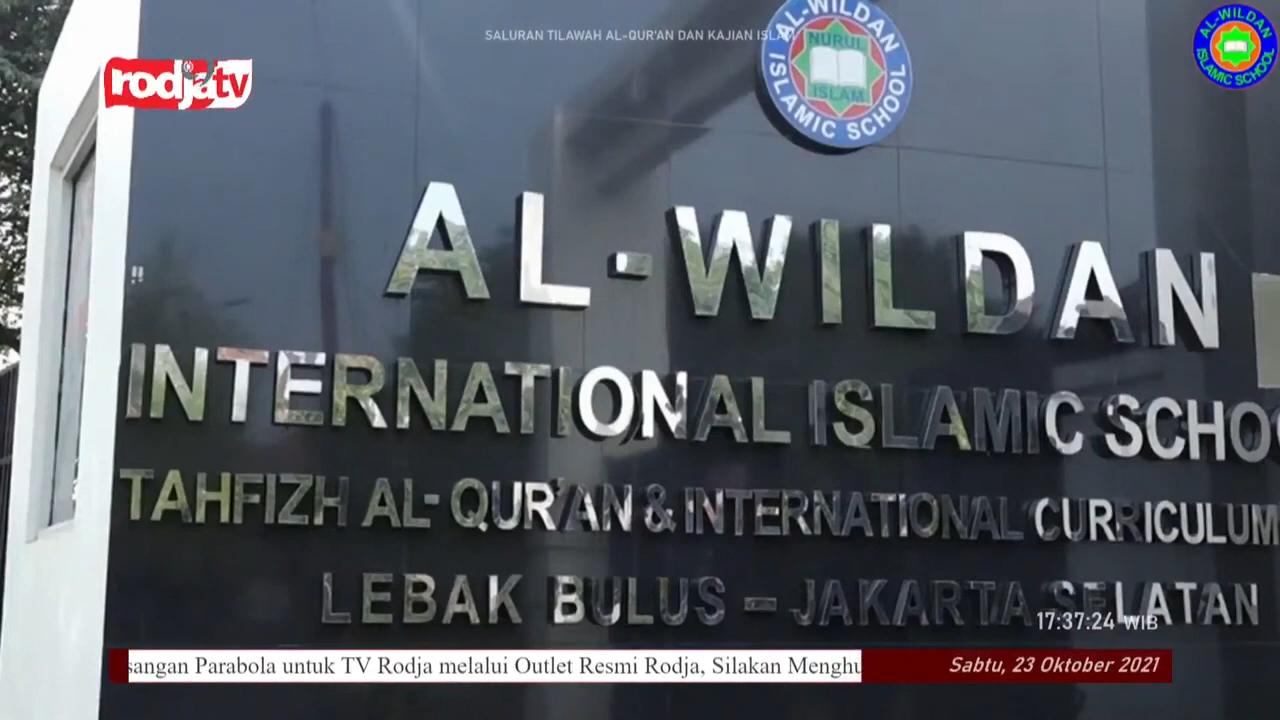 SALURAN TILAWAH AL-QUR'AN DAN KAJIAN ISLAM
rodjatv
AL-WILDAN
NURUL
ISLAM
ISLAMIC SCHOOL
AL-WILDAN
ISLAMIC SCHOOL
AL-WILDAN
INTERNATIONAL ISLAMIC SCHOO
TAHFIZH AL-QUR'AN & INTERNATIONAL CURRICULUM
LEBAK BULUS - JAKARTA SELATAN
17:37:24 WIB
sangan Parabola untuk TV Rodja melalui Outlet Resmi Rodja, Silakan Menghu
Sabtu, 23 Oktober 2021